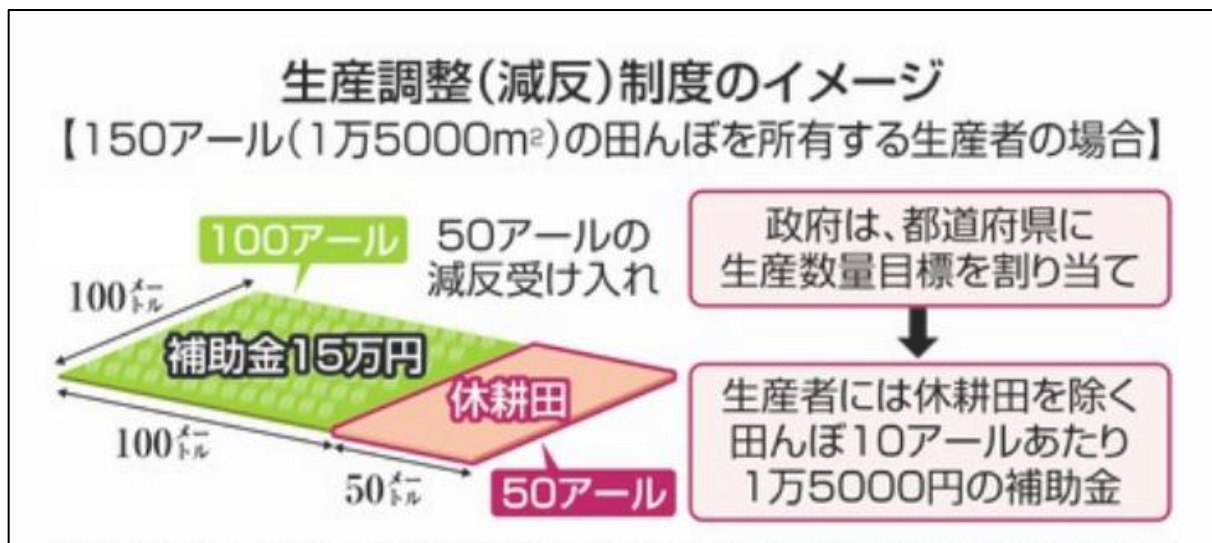 生産調整(減反)制度のイメージ
【150アール(1万5000m²)の田んぼを所有する生産者の場合】
100アール
50アールの
減反受け入れ
100メートル
補助金15万円
休耕田
100メートル
50メートル
50アール
政府は、都道府県に
生産数量目標を割り当て
生産者には休耕田を除く
田んぼ10アールあたり
1万5000円の補助金